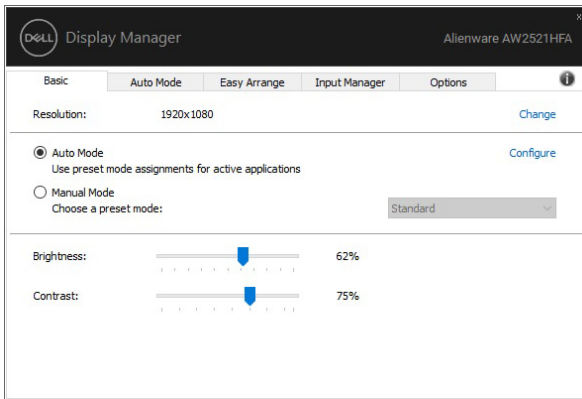 DELL Display Manager
Alienware AW2521HFA
Basic Auto Mode Easy Arrange Input Manager Options
Resolution: 1920x1080 Change
Auto Mode Configure
Use preset mode assignments for active applications
Manual Mode
Choose a preset mode: Standard
Brightness: 62%
Contrast: 75%